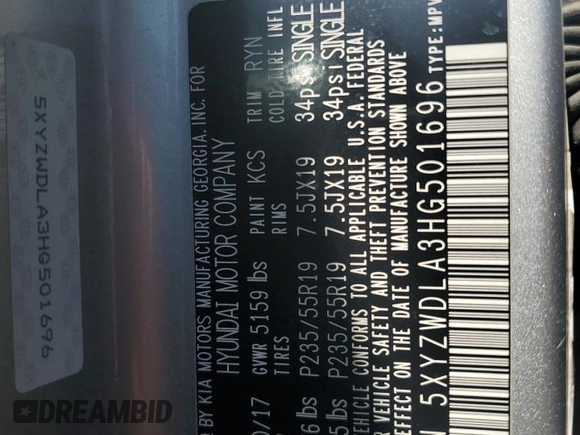 5XYZWDLA3HG501696
BY KIA MOTORS MANUFACTURING GEORGIA, INC. FOR
HYUNDAI MOTOR COMPANY
/17 GVWR 5159 lbs PAINT KCS TRIM RYN
TIRES RIMS COLD TIRE INFL
lbs P235/55R19 7.5JX19 34psi SINGLE
lbs P235/55R19 7.5JX19 34psi SINGLE
VEHICLE CONFORMS TO ALL APPLICABLE U.S.A. FEDERAL
VEHICLE SAFETY AND THEFT PREVENTION STANDARDS
EFFECT ON THE DATE OF MANUFACTURE SHOWN ABOVE
5XYZWDLA3HG501696 TYPE:MPV
DREAMBID